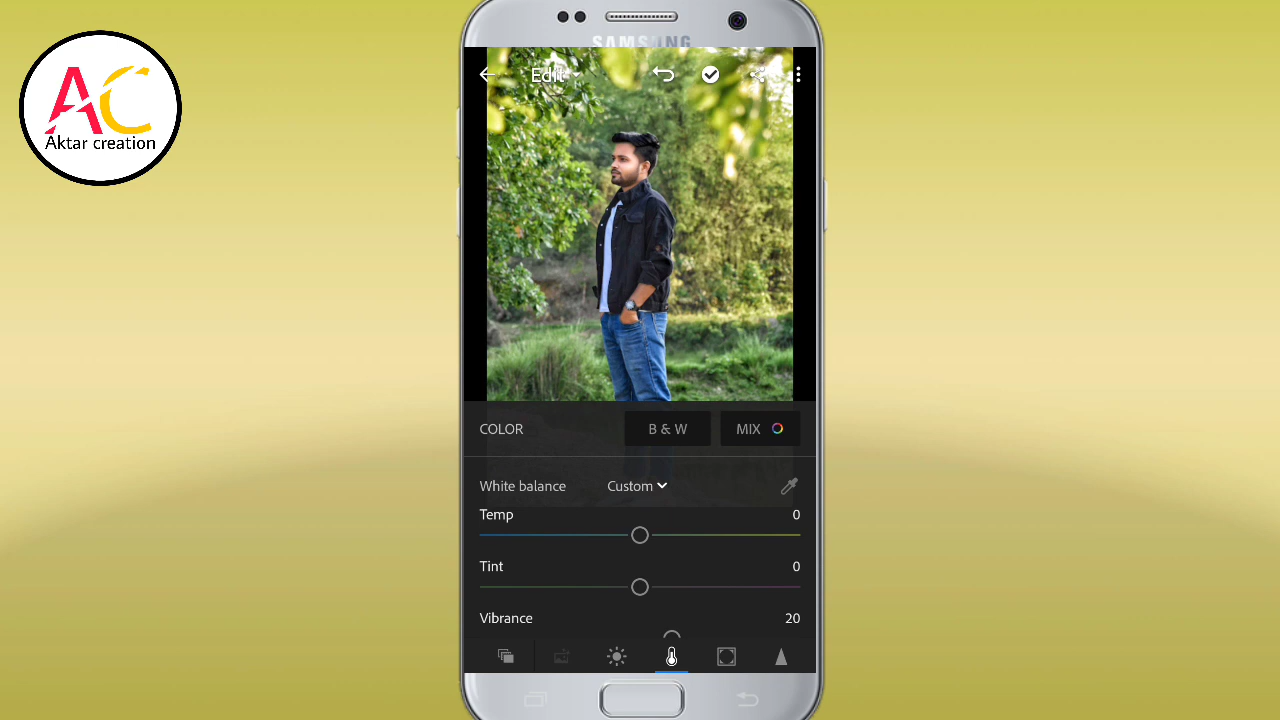 SAMSUNG
AC
Aktar creation
Edit
COLOR
B & W
MIX
White balance
Custom
Temp
0
Tint
0
Vibrance
20